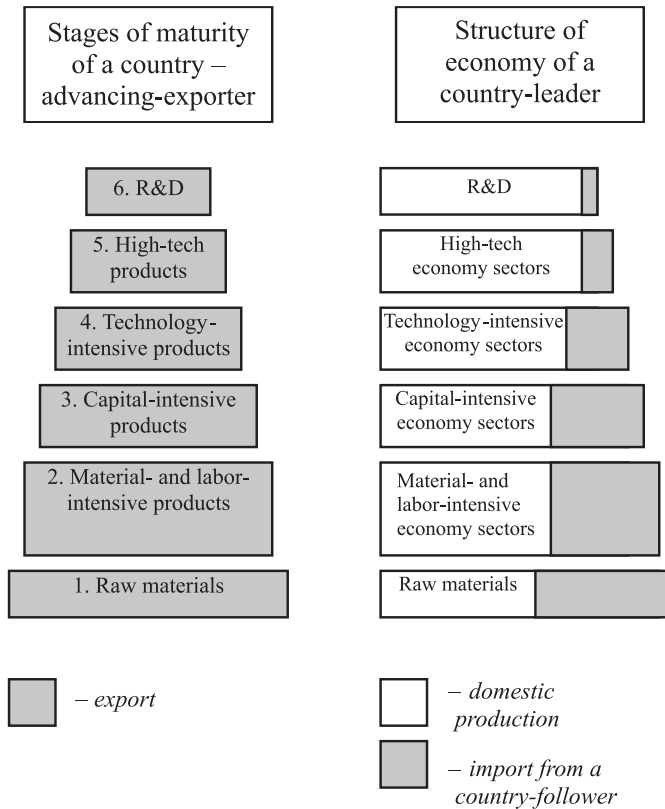 Stages of maturity
of a country –
advancing-exporter
Structure of
economy of a
country-leader
6. R&D
R&D
5. High-tech
products
High-tech
economy sectors
4. Technology-
intensive products
Technology-intensive
economy sectors
3. Capital-intensive
products
Capital-intensive
economy sectors
2. Material- and labor-
intensive products
Material- and
labor-intensive
economy sectors
1. Raw materials
Raw materials
– export
– domestic
production
– import from a
country-follower